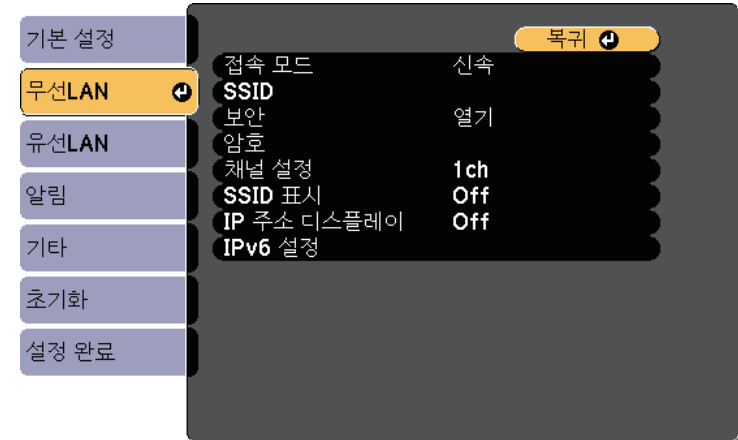 기본 설정
무선LAN
유선LAN
알림
기타
초기화
설정 완료
복귀
접속 모드 신속
SSID
보안 열기
암호
채널 설정 1ch
SSID 표시 Off
IP 주소 디스플레이 Off
IPv6 설정